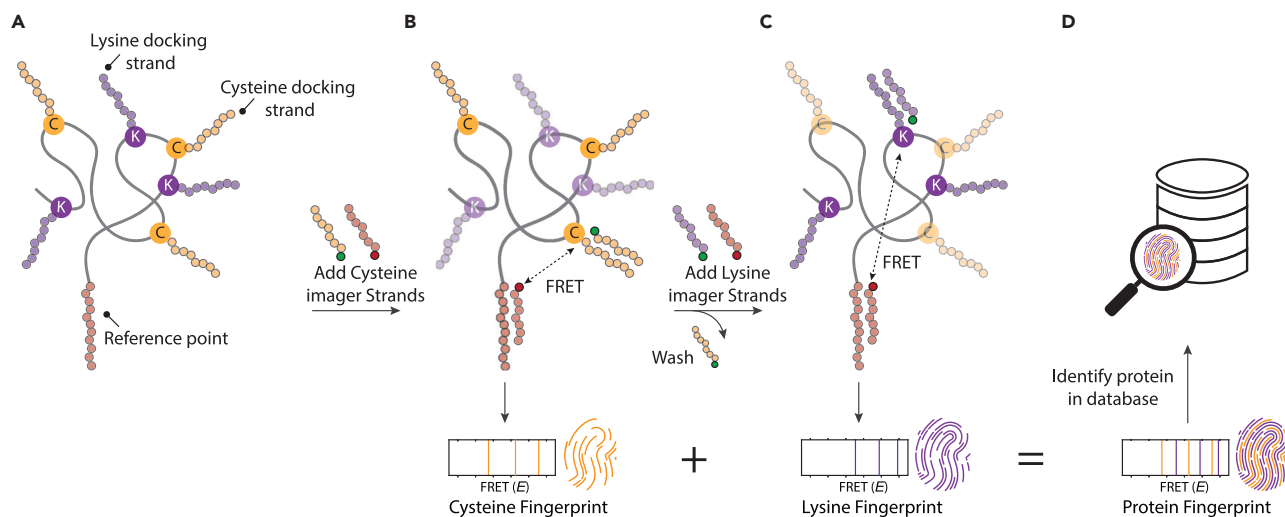 A
B
C
D
Lysine docking
strand
Cysteine docking
strand
C
K
C
K
K
C
Reference point
Add Cysteine
imager Strands
C
K
C
K
K
C
FRET
Add Lysine
imager Strands
Wash
C
K
C
K
K
C
FRET
Identify protein
in database
FRET (E)
Cysteine Fingerprint
+
FRET (E)
Lysine Fingerprint
=
FRET (E)
Protein Fingerprint